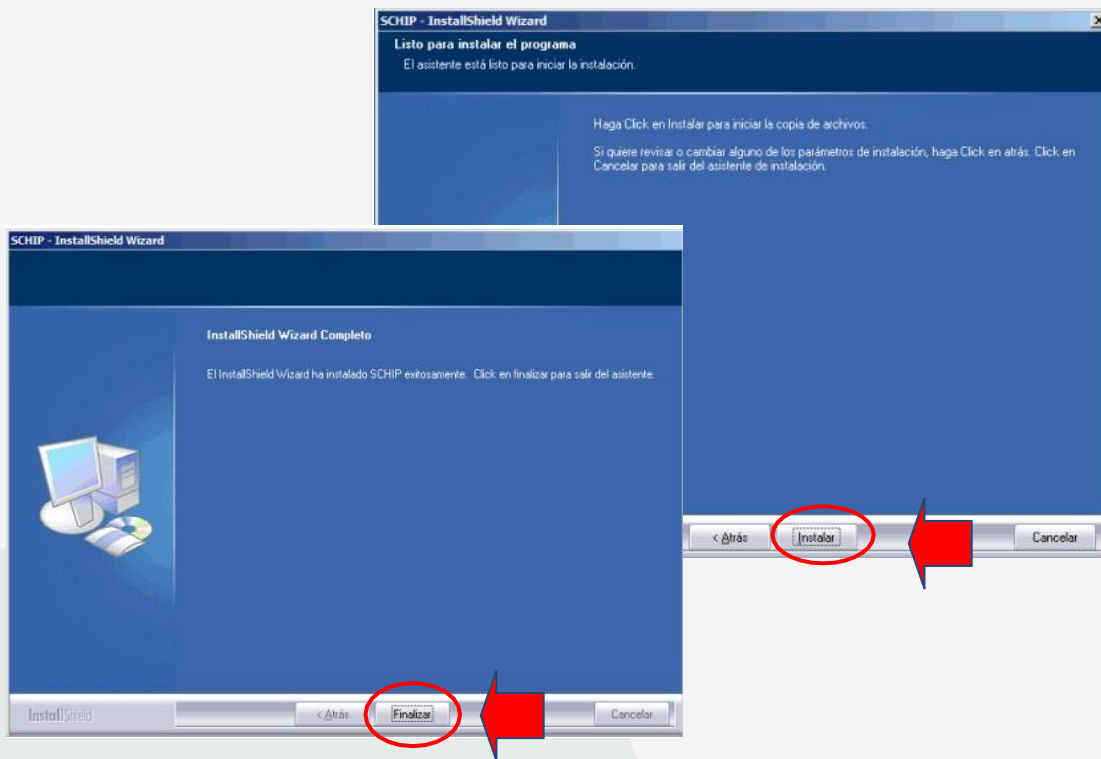 SCHIP - InstallShield Wizard
Listo para instalar el programa
El asistente está listo para iniciar la instalación.
Haga Click en Instalar para iniciar la copia de archivos.
Si quiere revisar o cambiar alguno de los parámetros de instalación, haga Click en atrás. Click en
Cancelar para salir del asistente de instalación.
< Atrás
Instalar
Cancelar
SCHIP - InstallShield Wizard
InstallShield Wizard Completo
El InstallShield Wizard ha instalado SCHIP exitosamente. Click en finalizar para salir del asistente.
InstallShield
< Atrás
Finalizar
Cancelar